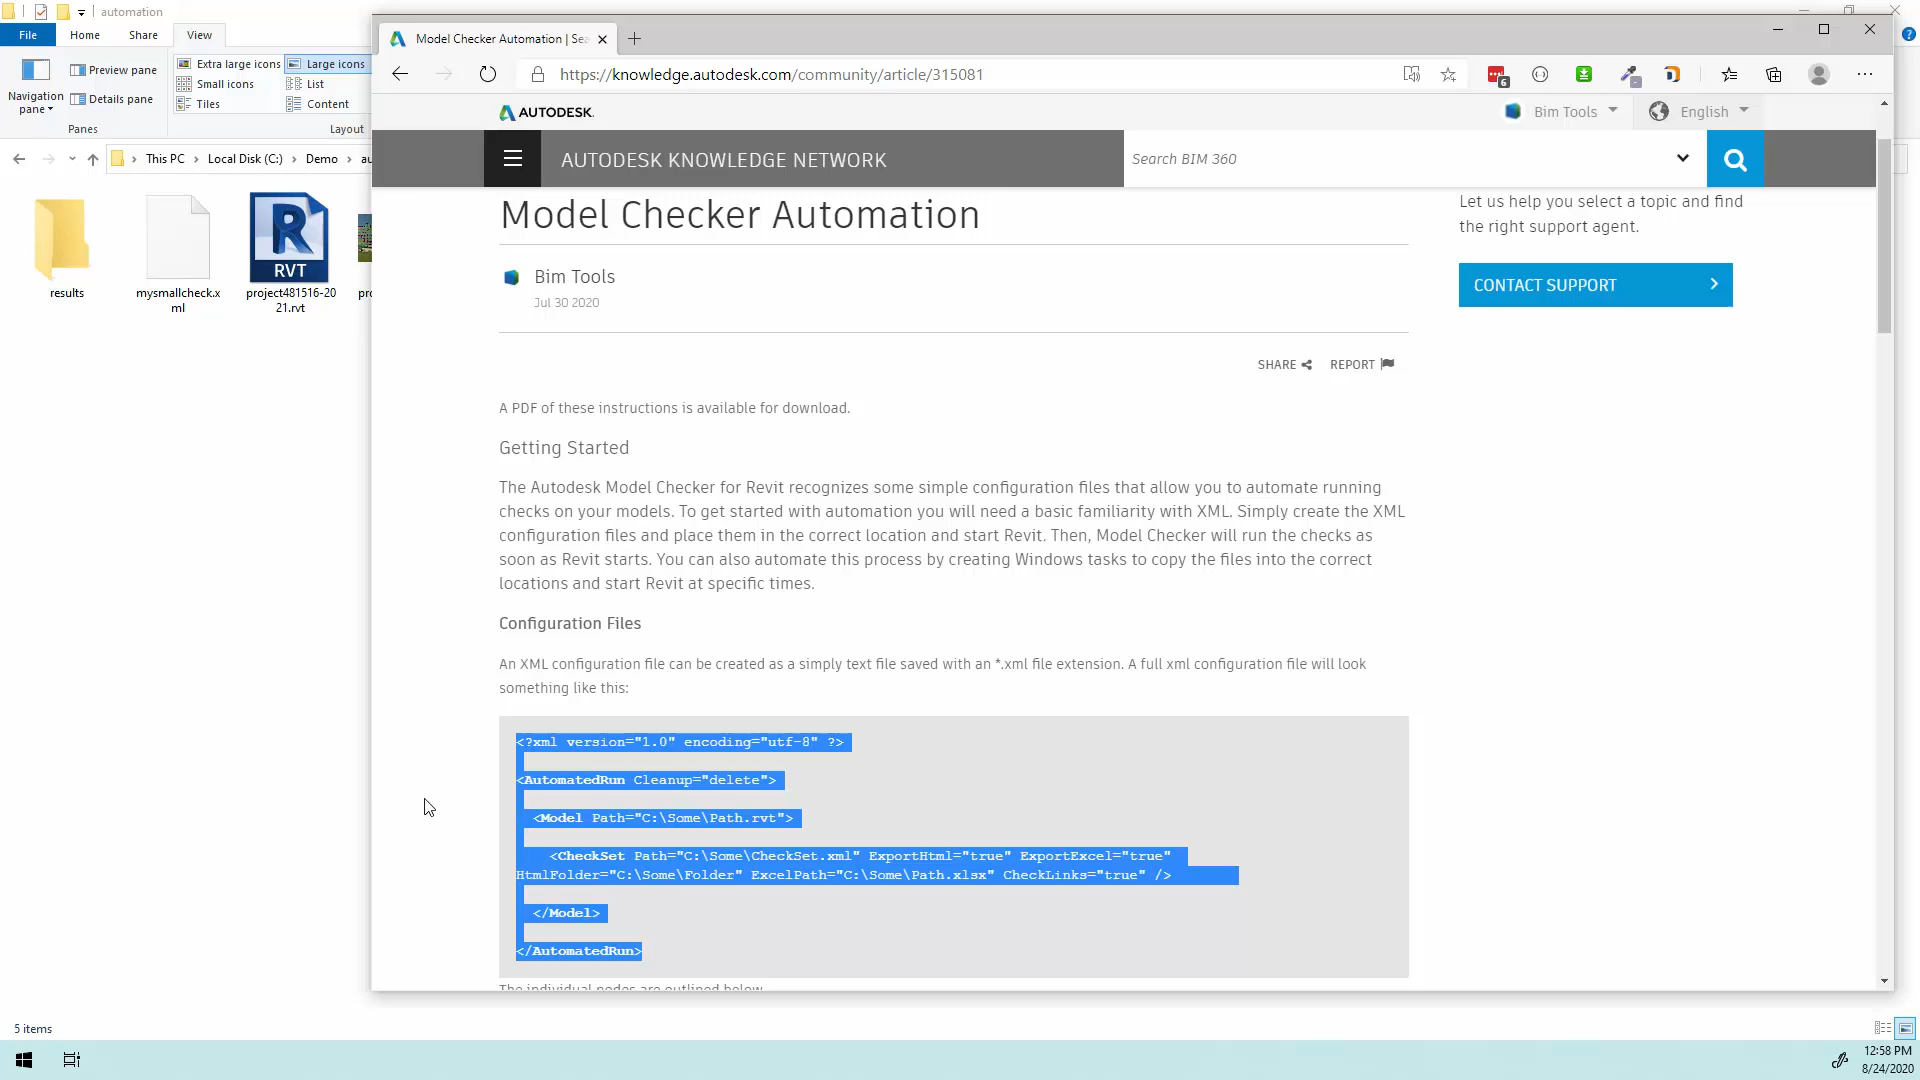 automation
File
Home
Share
View
Navigation
pane
Preview pane
Details pane
Panes
Extra large icons
Large icons
Small icons
List
Tiles
Content
Layout
This PC
Local Disk (C:)
Demo
results
mysmallcheck.x
ml
project481516-20
21.rvt
RVT
5 items
Model Checker Automation | Sea
https://knowledge.autodesk.com/community/article/315081
6
AUTODESK.
Bim Tools
English
AUTODESK KNOWLEDGE NETWORK
Search BIM 360
Model Checker Automation
Bim Tools
Jul 30 2020
SHARE
REPORT
Let us help you select a topic and find
the right support agent.
CONTACT SUPPORT
A PDF of these instructions is available for download.
Getting Started
The Autodesk Model Checker for Revit recognizes some simple configuration files that allow you to automate running
checks on your models. To get started with automation you will need a basic familiarity with XML. Simply create the XML
configuration files and place them in the correct location and start Revit. Then, Model Checker will run the checks as
soon as Revit starts. You can also automate this process by creating Windows tasks to copy the files into the correct
locations and start Revit at specific times.
Configuration Files
An XML configuration file can be created as a simply text file saved with an *.xml file extension. A full xml configuration file will look
something like this:
<?xml version="1.0" encoding="utf-8" ?>
<AutomatedRun Cleanup="delete">
<Model Path="C:\Some\Path.rvt">
<CheckSet Path="C:\Some\CheckSet.xml" ExportHtml="true" ExportExcel="true"
HtmlFolder="C:\Some\Folder" ExcelPath="C:\Some\Path.xlsx" CheckLinks="true" />
</Model>
</AutomatedRun>
The individual nodes are outlined below
12:58 PM
8/24/2020